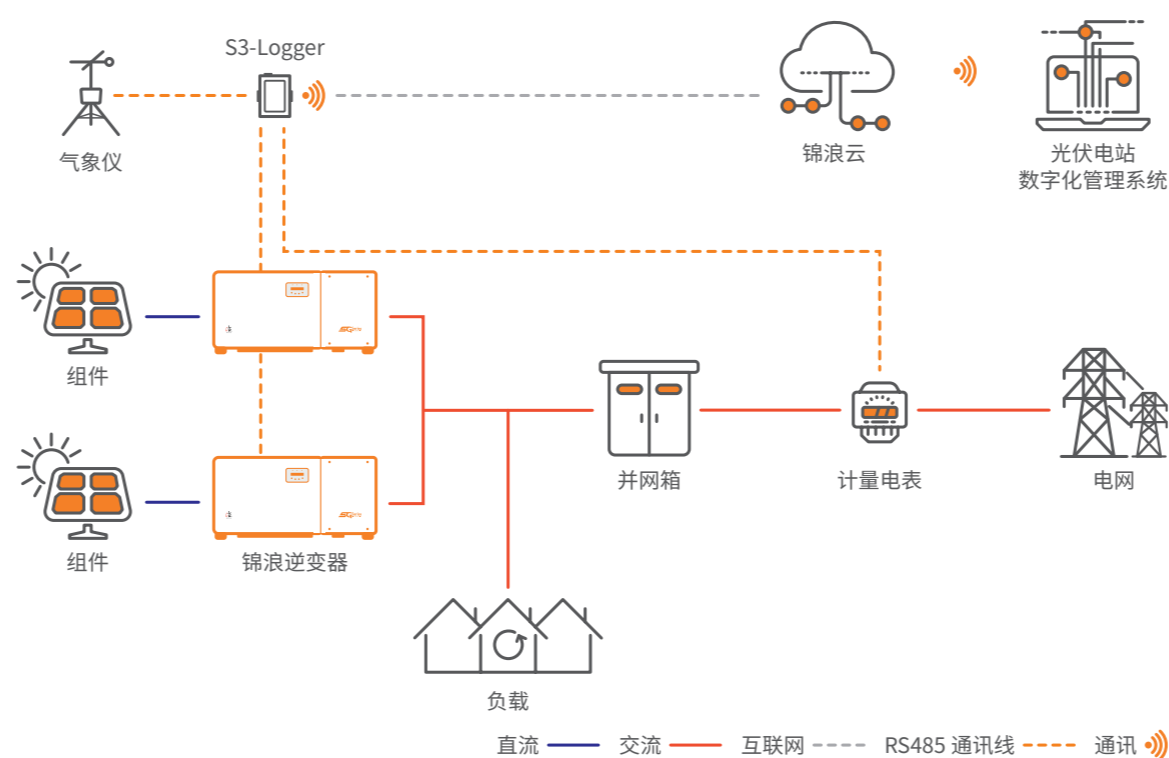 S3-Logger
气象仪
锦浪云
光伏电站
数字化管理系统
组件
组件
锦浪逆变器
并网箱
计量电表
电网
负载
直流
交流
互联网
RS485 通讯线
通讯